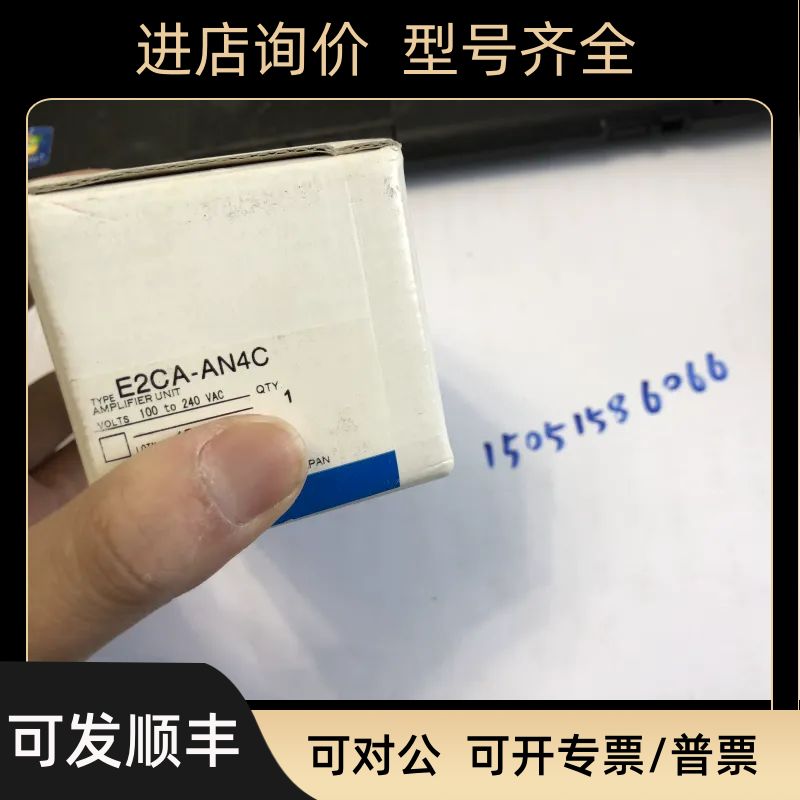 进店询价 型号齐全
TYPE E2CA-AN4C
AMPLIFIER UNIT
VOLTS 100 to 240 VAC QTY 1
15051586066
可发顺丰
可对公 可开专票/普票